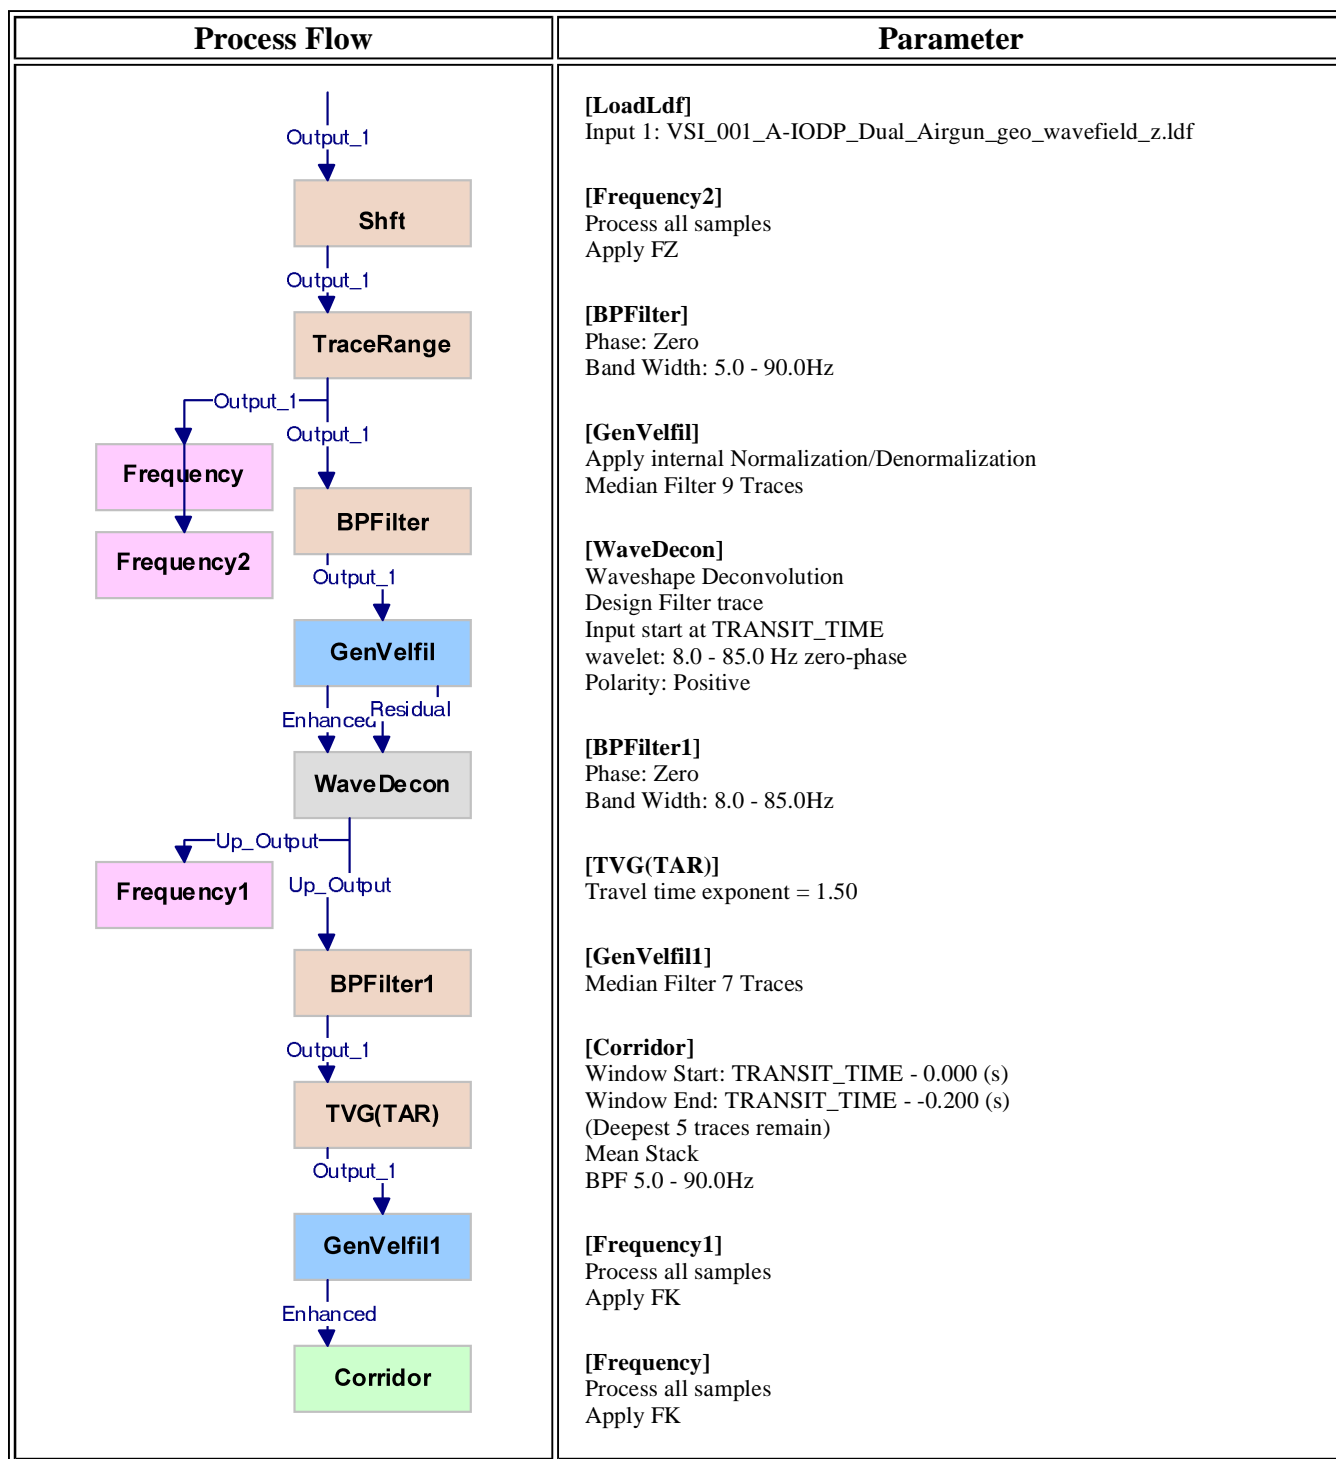 Process Flow
Parameter
Output_1
Shft
Output_1
TraceRange
Output_1
Output_1
Frequency
BPFilter
Frequency2
Output_1
GenVelfil
Residual
Enhanced
WaveDecon
Up_Output
Frequency1
Up_Output
BPFilter1
Output_1
TVG(TAR)
Output_1
GenVelfil1
Enhanced
Corridor
[LoadLdf]
Input 1: VSI_001_A-IODP_Dual_Airgun_geo_wavefield_z.ldf
[Frequency2]
Process all samples
Apply FZ
[BPFilter]
Phase: Zero
Band Width: 5.0 - 90.0Hz
[GenVelfil]
Apply internal Normalization/Denormalization
Median Filter 9 Traces
[WaveDecon]
Waveshape Deconvolution
Design Filter trace
Input start at TRANSIT_TIME
wavelet: 8.0 - 85.0 Hz zero-phase
Polarity: Positive
[BPFilter1]
Phase: Zero
Band Width: 8.0 - 85.0Hz
[TVG(TAR)]
Travel time exponent = 1.50
[GenVelfil1]
Median Filter 7 Traces
[Corridor]
Window Start: TRANSIT_TIME - 0.000 (s)
Window End: TRANSIT_TIME - -0.200 (s)
(Deepest 5 traces remain)
Mean Stack
BPF 5.0 - 90.0Hz
[Frequency1]
Process all samples
Apply FK
[Frequency]
Process all samples
Apply FK